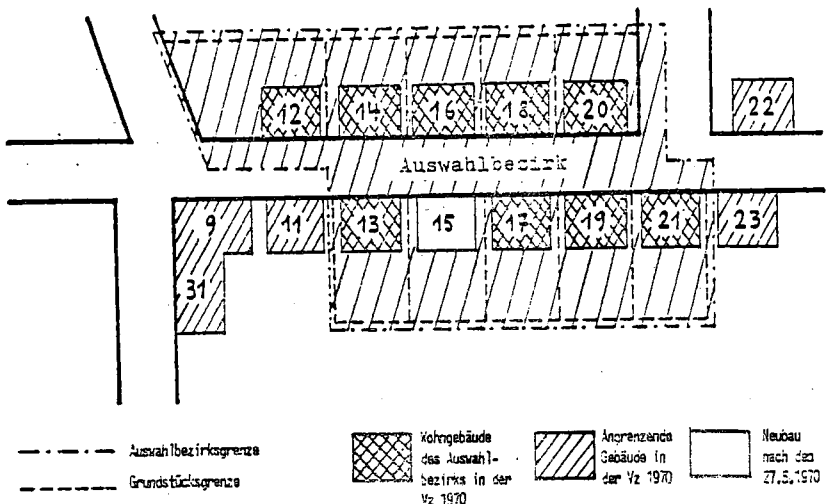 12 14 16 18 20 22
Auswahlbezirk
9 11 13 15 17 19 21 23
31
Auswahlbezirksgrenze
Grundstücksgrenze
Wohngebäude
des Auswahl-
bezirks in der
Vz 1970
Angrenzende
Gebäude in
der Vz 1970
Neubau
nach dem
27.5.1970